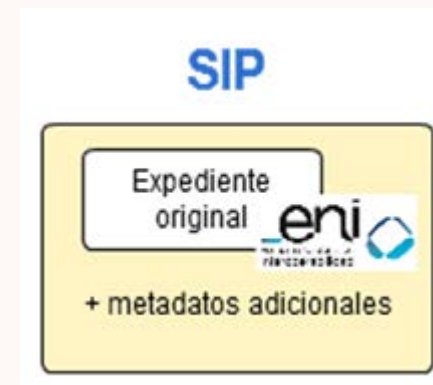 SIP
Expediente
original
eni
+ metadatos adicionales